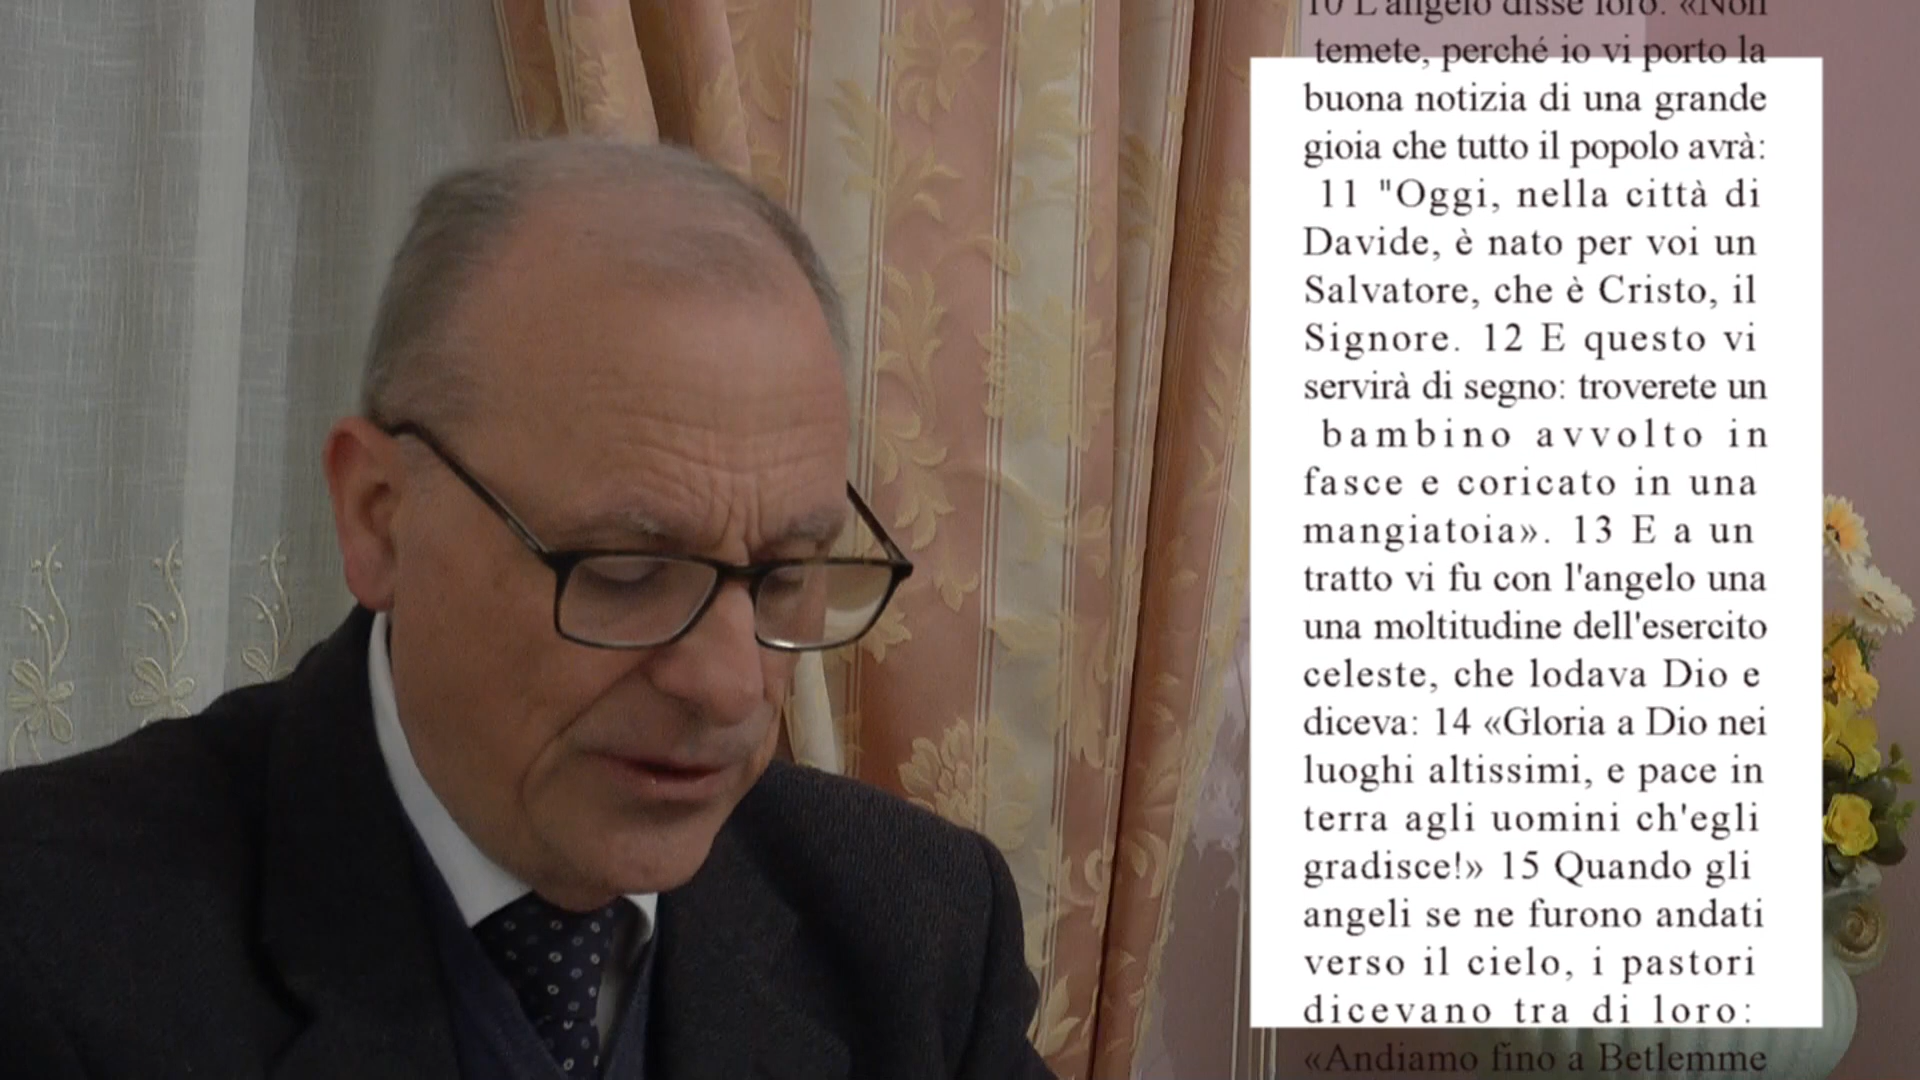 10 L'angelo disse loro: «Non
temete, perché io vi porto la
buona notizia di una grande
gioia che tutto il popolo avrà:
11 "Oggi, nella città di
Davide, è nato per voi un
Salvatore, che è Cristo, il
Signore. 12 E questo vi
servirà di segno: troverete un
bambino avvolto in
fasce e coricato in una
mangiatoia». 13 E a un
tratto vi fu con l'angelo una
una moltitudine dell'esercito
celeste, che lodava Dio e
diceva: 14 «Gloria a Dio nei
luoghi altissimi, e pace in
terra agli uomini ch'egli
gradisce!» 15 Quando gli
angeli se ne furono andati
verso il cielo, i pastori
dicevano tra di loro:
«Andiamo fino a Betlemme